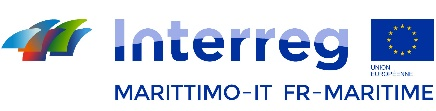 Interreg
UNION
EUROPÉENNE
MARITTIMO-IT FR-MARITIME